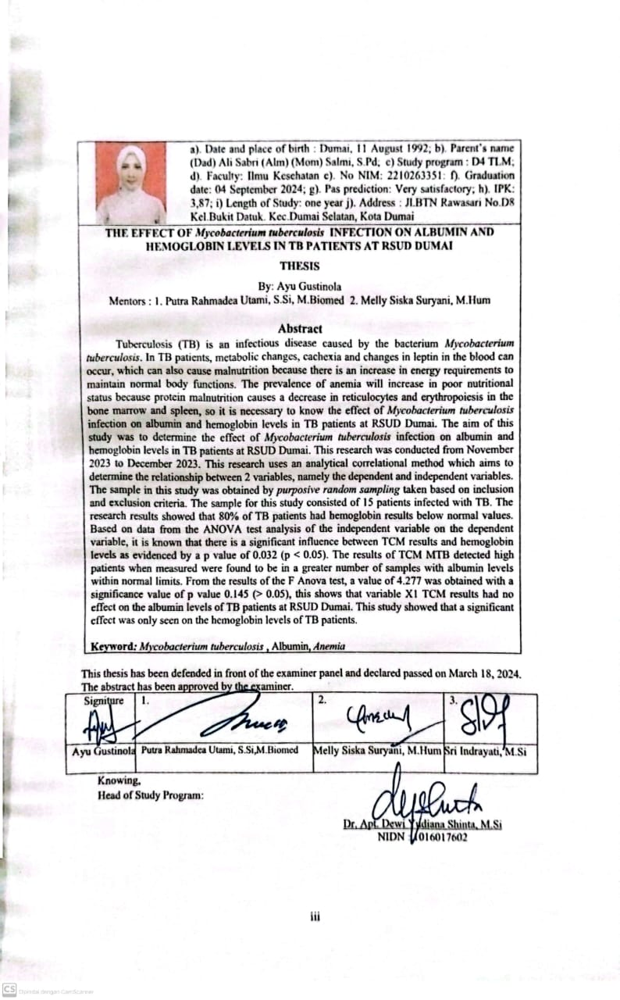 a). Date and place of birth : Dumai, 11 August 1992; b). Parent's name
(Dad) Ali Sabri (Alm) (Mom) Salmi, S.Pd; c) Study program : D4 TLM;
d). Faculty: Ilmu Kesehatan e). No NIM: 2210263351: f). Graduation
date: 04 September 2024; g). Pas prediction: Very satisfactory; h). IPK:
3,87; i) Length of Study: one year j). Address : Jl.BTN Rawasari No.D8
Kel.Bukit Datuk. Kec.Dumai Selatan, Kota Dumai
THE EFFECT OF Mycobacterium tuberculosis INFECTION ON ALBUMIN AND
HEMOGLOBIN LEVELS IN TB PATIENTS AT RSUD DUMAI
THESIS
By: Ayu Gustinola
Mentors : 1. Putra Rahmadea Utami, S.Si, M.Biomed 2. Melly Siska Suryani, M.Hum
Abstract
Tuberculosis (TB) is an infectious disease caused by the bacterium Mycobacterium
tuberculosis. In TB patients, metabolic changes, cachexia and changes in leptin in the blood can
occur, which can also cause malnutrition because there is an increase in energy requirements to
maintain normal body functions. The prevalence of anemia will increase in poor nutritional
status because protein malnutrition causes a decrease in reticulocytes and erythropoiesis in the
bone marrow and spleen, so it is necessary to know the effect of Mycobacterium tuberculosis
infection on albumin and hemoglobin levels in TB patients at RSUD Dumai. The aim of this
study was to determine the effect of Mycobacterium tuberculosis infection on albumin and
hemoglobin levels in TB patients at RSUD Dumai. This research was conducted from November
2023 to December 2023. This research uses an analytical correlational method which aims to
determine the relationship between 2 variables, namely the dependent and independent variables.
The sample in this study was obtained by purposive random sampling taken based on inclusion
and exclusion criteria. The sample for this study consisted of 15 patients infected with TB. The
research results showed that 80% of TB patients had hemoglobin results below normal values.
Based on data from the ANOVA test analysis of the independent variable on the dependent
variable, it is known that there is a significant influence between TCM results and hemoglobin
levels as evidenced by a p value of 0.032 (p < 0.05). The results of TCM MTB detected high
patients when measured were found to be in a greater number of samples with albumin levels
within normal limits. From the results of the F Anova test, a value of 4.277 was obtained with a
significance value of p value 0.145 (> 0.05), this shows that variable X1 TCM results had no
effect on the albumin levels of TB patients at RSUD Dumai. This study showed that a significant
effect was only seen on the hemoglobin levels of TB patients.
Keyword: Mycobacterium tuberculosis , Albumin, Anemia
This thesis has been defended in front of the examiner panel and declared passed on March 18, 2024.
The abstract has been approved by the examiner.
Signiture 1. 2. 3.
Ayu Gustinola Putra Rahmadea Utami, S.Si,M.Biomed Melly Siska Suryani, M.Hum Sri Indrayati, M.Si
Knowing,
Head of Study Program:
Dr. Apt. Dewi Yudiana Shinta, M.Si
NIDN 1016017602
iii
CS Dipindai dengan CamScanner